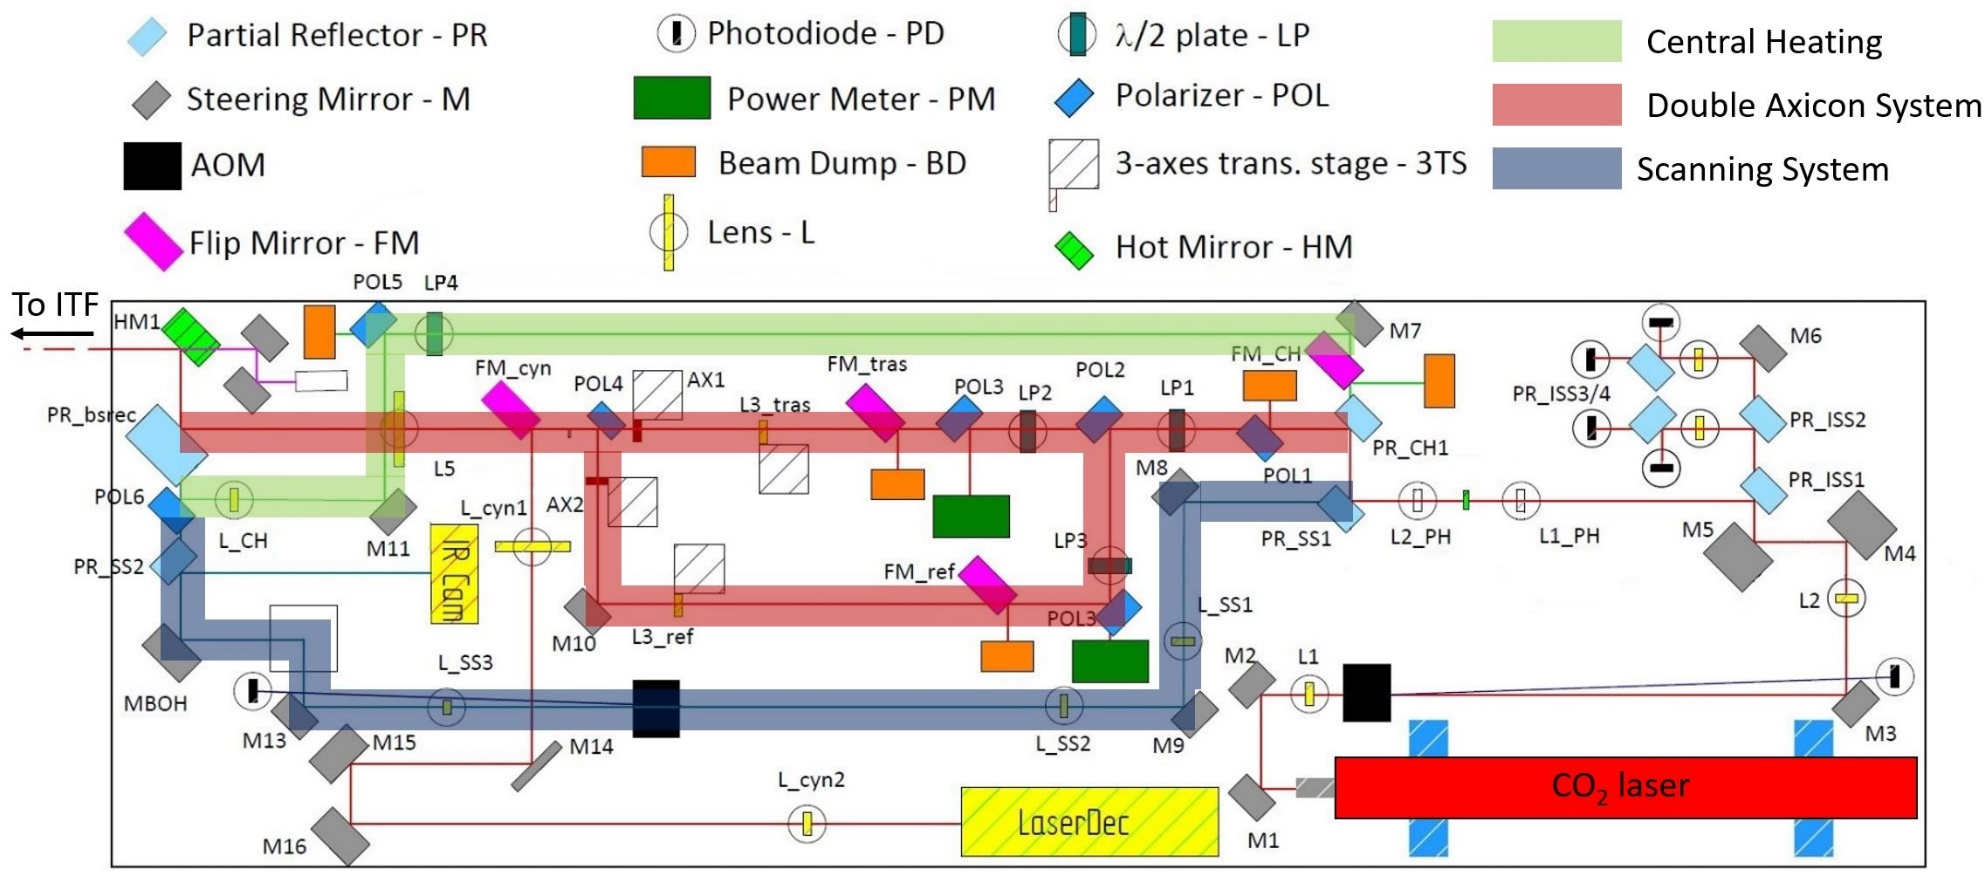 Partial Reflector - PR
Photodiode - PD
λ/2 plate - LP
Central Heating
Steering Mirror - M
Power Meter - PM
Polarizer - POL
Double Axicon System
AOM
Beam Dump - BD
3-axes trans. stage - 3TS
Scanning System
Flip Mirror - FM
Lens - L
Hot Mirror - HM
To ITF
HM1
POL5
LP4
M7
M6
FM_cyn
POL4
AX1
FM_tras
POL3
LP2
POL2
LP1
FM_CH
PR_ISS3/4
PR_bsrec
L3_tras
PR_CH1
PR_ISS2
L5
M8
POL1
PR_ISS1
POL6
L_CH
M11
L_cyn1
AX2
PR_SS1
L2_PH
L1_PH
M5
M4
PR_SS2
IR Cam
FM_ref
LP3
L2
M10
L3_ref
POL3
L_SS1
MBOH
L_SS3
M2
L1
M13
M15
M14
L_SS2
M9
M3
L_cyn2
CO2 laser
LaserDec
M16
M1